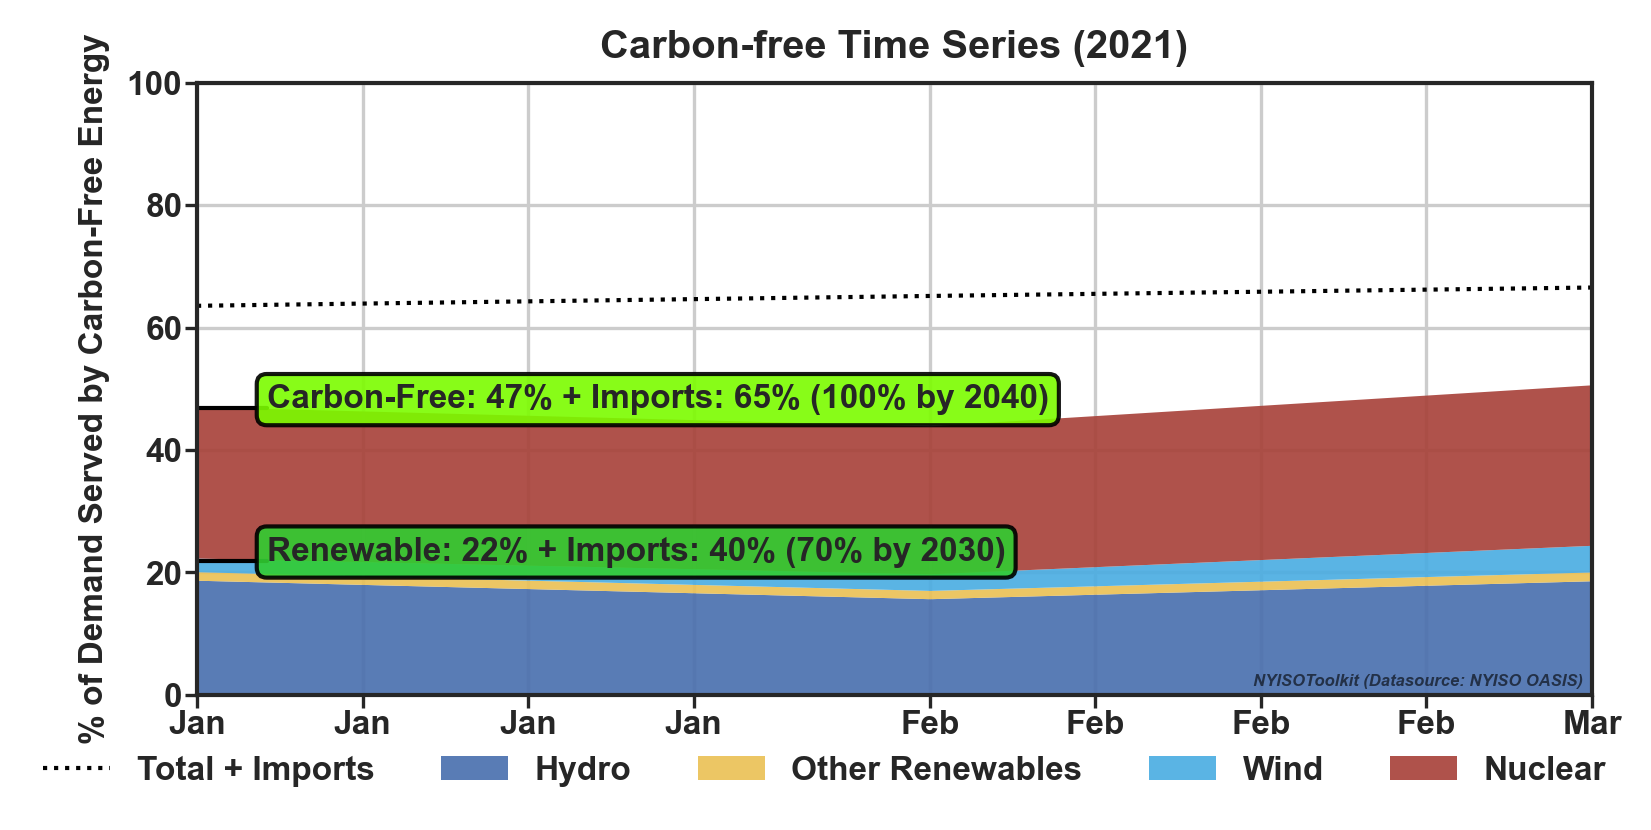 Carbon-free Time Series (2021)
% of Demand Served by Carbon-Free Energy
100
80
60
40
20
0
Carbon-Free: 47% + Imports: 65% (100% by 2040)
Renewable: 22% + Imports: 40% (70% by 2030)
NYISOToolkit (Datasource: NYISO OASIS)
Jan Jan Jan Jan Feb Feb Feb Feb Mar
Total + Imports Hydro Other Renewables Wind Nuclear